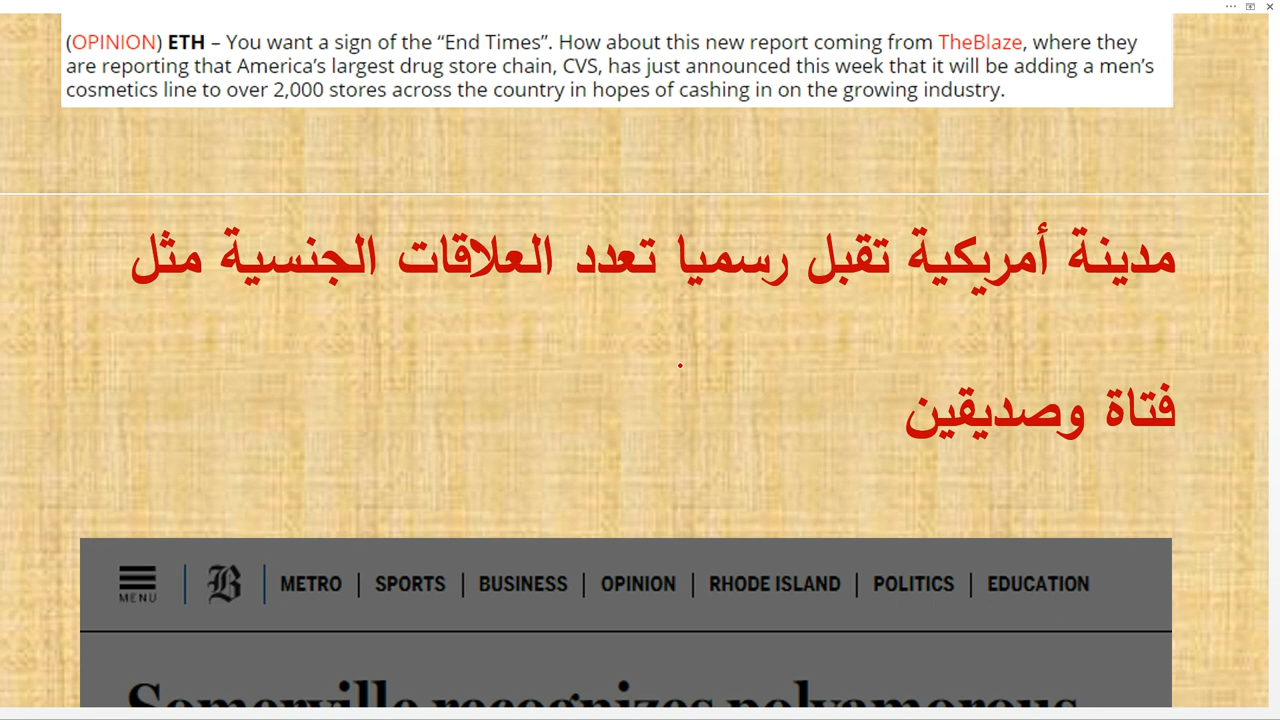 (OPINION) ETH – You want a sign of the “End Times”. How about this new report coming from TheBlaze, where they
are reporting that America’s largest drug store chain, CVS, has just announced this week that it will be adding a men’s
cosmetics line to over 2,000 stores across the country in hopes of cashing in on the growing industry.
مدينة أمريكية تقبل رسميا تعدد العلاقات الجنسية مثل
فتاة وصديقين
MENU B METRO | SPORTS | BUSINESS | OPINION | RHODE ISLAND | POLITICS | EDUCATION
Somerville recognizes polyamorous